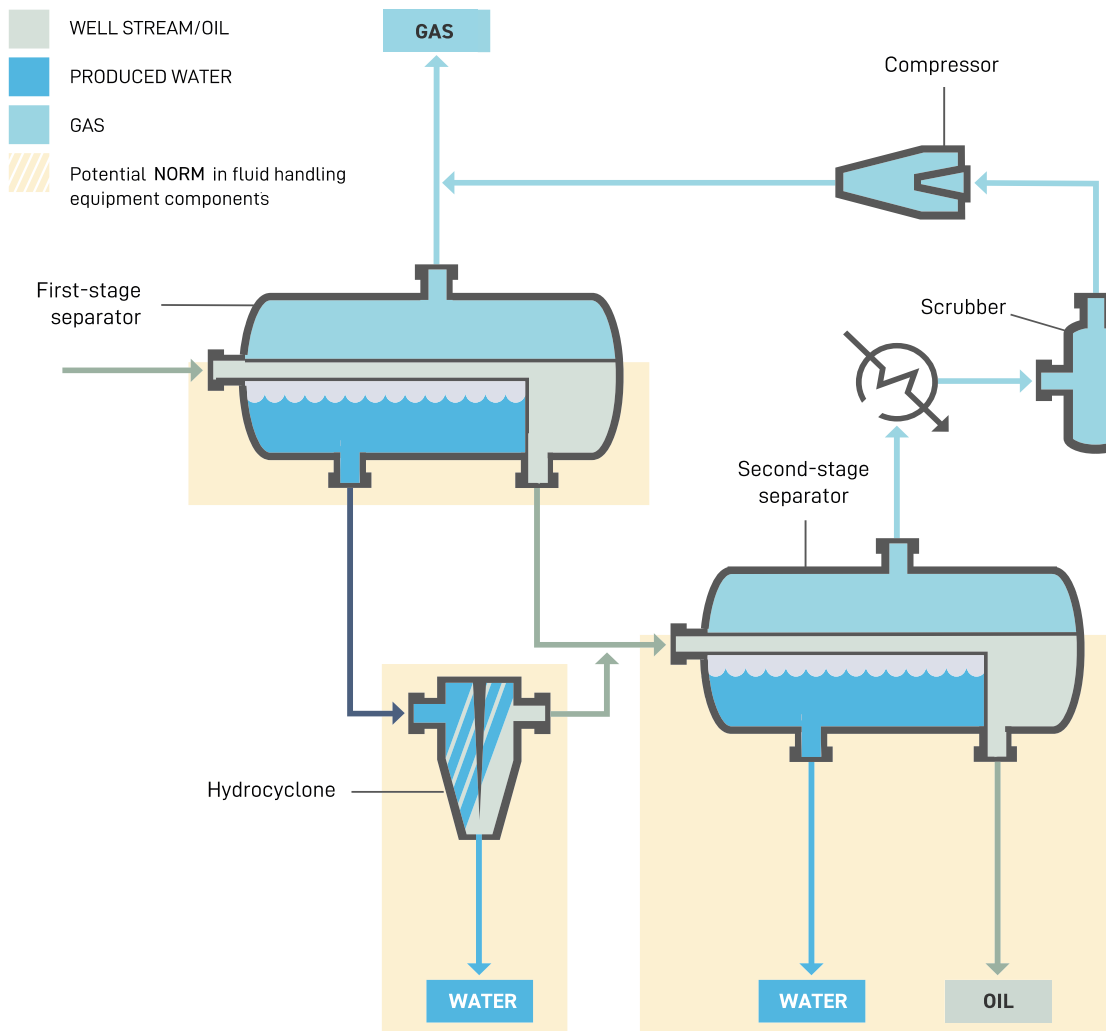 WELL STREAM/OIL
PRODUCED WATER
GAS
Potential NORM in fluid handling
equipment components
GAS
Compressor
First-stage
separator
Scrubber
Second-stage
separator
Hydrocyclone
WATER
WATER
OIL